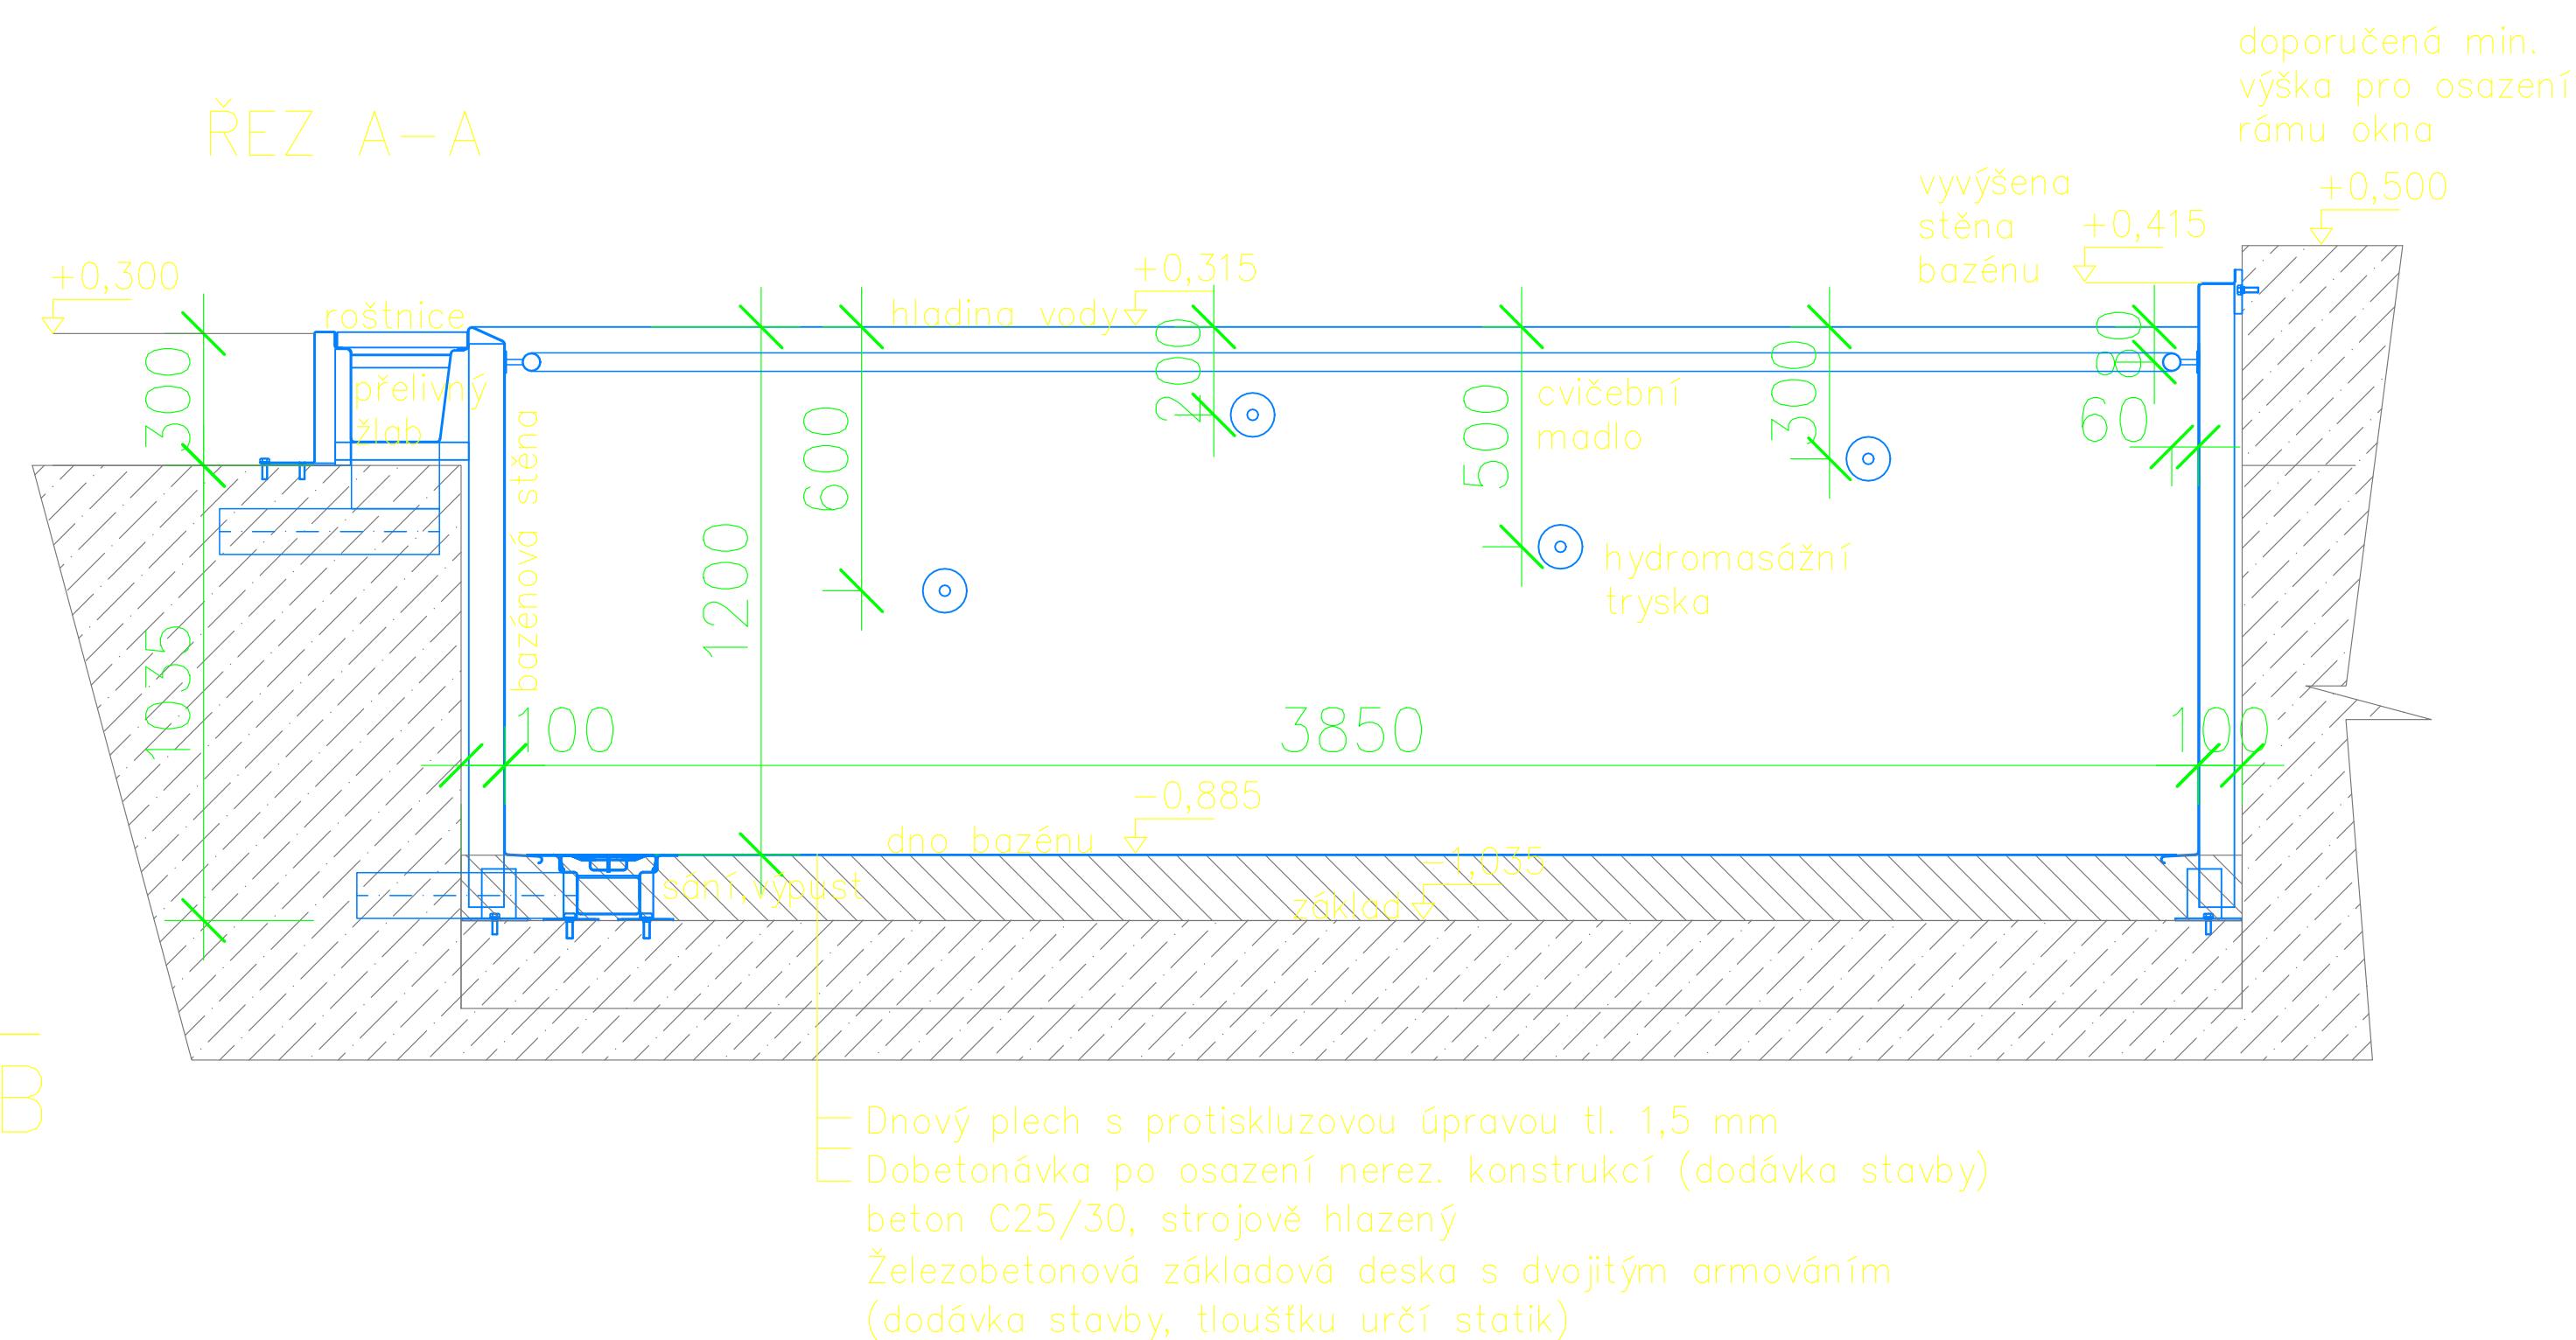 doporučená min.
výška pro osazení
rámu okna
ŘEZ A-A
+0,500
vyvýšena
stěna
bazénu
+0,415
+0,300
+0,315
roštnice
hladina vody
přelivný
žlab
bazénová stěna
cvičební
madlo
hydromasážní
tryska
300
1035
1200
600
200
500
300
80
60
100
3850
100
-0,885
dno bazénu
sání,výpust
-1,035
základ
B
Dnový plech s protiskluzovou úpravou tl. 1,5 mm
Dobetonávka po osazení nerez. konstrukcí (dodávka stavby)
beton C25/30, strojově hlazený
Železobetonová základová deska s dvojitým armováním
(dodávka stavby, tloušťku určí statik)